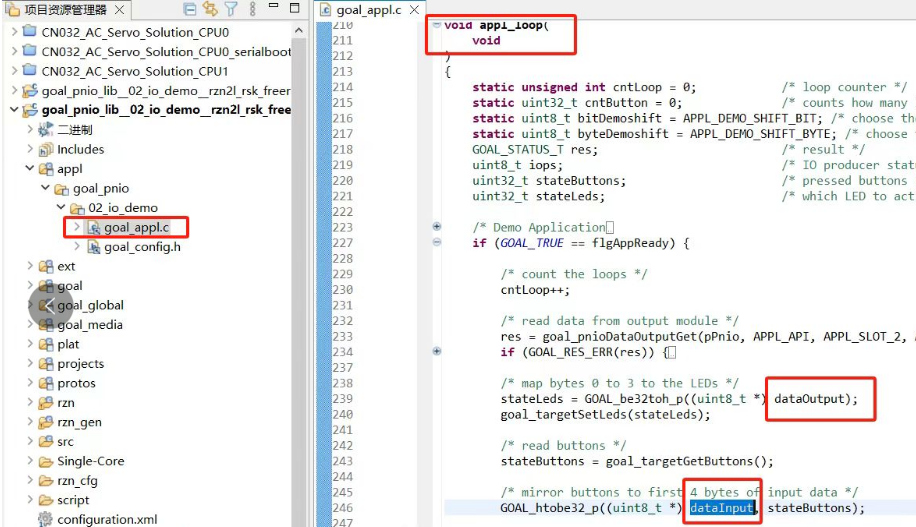 项目资源管理器
CN032_AC_Servo_Solution_CPU0
CN032_AC_Servo_Solution_CPU0_serialboot
CN032_AC_Servo_Solution_CPU1
goal_pnio_lib__02_io_demo__rzn2l_rsk_freer
goal_pnio_lib__02_io_demo__rzn2l_rsk_free
二进制
Includes
appl
goal_pnio
02_io_demo
goal_appl.c
goal_config.h
ext
goal
goal_global
goal_media
plat
projects
protos
rzn
rzn_gen
src
Single-Core
rzn_cfg
script
configuration.xml
goal_appl.c
210 void appl_loop(
211 void
212 )
213 {
214 static unsigned int cntLoop = 0; /* loop counter */
215 static uint32_t cntButton = 0; /* counts how many
216 static uint8_t bitDemoshift = APPL_DEMO_SHIFT_BIT; /* choose the
217 static uint8_t byteDemoshift = APPL_DEMO_SHIFT_BYTE; /* choose
218 GOAL_STATUS_T res; /* result */
219 uint8_t iops; /* IO producer stat
220 uint32_t stateButtons; /* pressed buttons
221 uint32_t stateLeds; /* which LED to act
222
223 /* Demo Application
227 if (GOAL_TRUE == flgAppReady) {
228
229 /* count the loops */
230 cntLoop++;
231
232 /* read data from output module */
233 res = goal_pnioDataOutputGet(pPnio, APPL_API, APPL_SLOT_2,
234 if (GOAL_RES_ERR(res)) {
237
238 /* map bytes 0 to 3 to the LEDs */
239 stateLeds = GOAL_be32toh_p((uint8_t *) dataOutput);
240 goal_targetSetLeds(stateLeds);
241
242 /* read buttons */
243 stateButtons = goal_targetGetButtons();
244
245 /* mirror buttons to first 4 bytes of input data */
246 GOAL_htobe32_p((uint8_t *) dataInput, stateButtons);
247